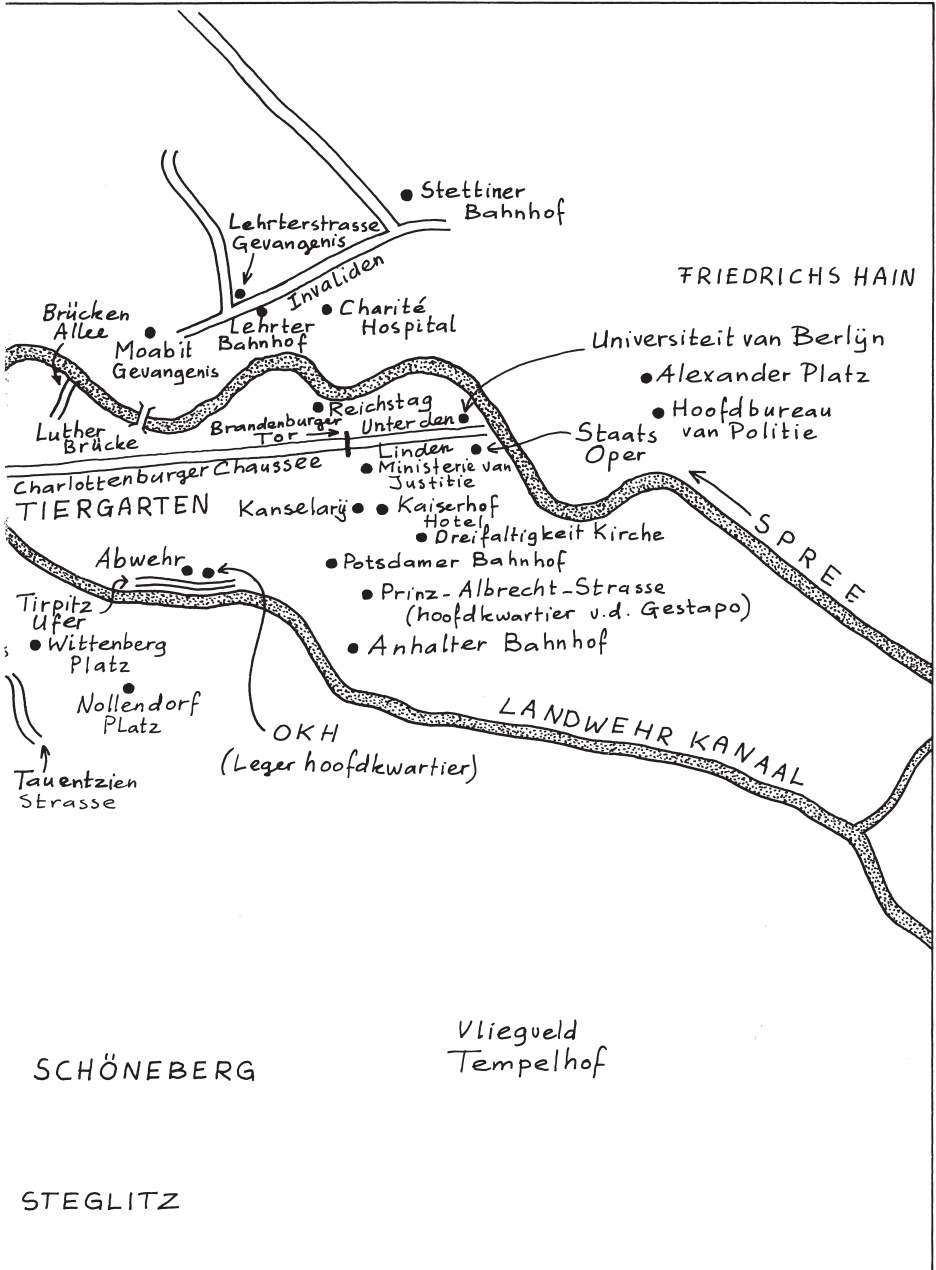 Stettiner
Bahnhof
Lehrterstrasse
Gevangenis
Invaliden
FRIEDRICHS HAIN
Brücken
Allee
Moabit
Gevangenis
Lehrter
Bahnhof
Charité
Hospital
Universiteit van Berlijn
Alexander Platz
Hoofdbureau
van Politie
Luther
Brücke
Brandenburger
Tor
Reichstag
Unter den
Linden
Staats
Oper
Charlottenburger Chaussee
Ministerie van
Justitie
TIERGARTEN
Kanselarij
Kaiserhof
Hotel
Dreifaltigkeit Kirche
SPREE
Abwehr
Potsdamer Bahnhof
Tirpitz
Ufer
Prinz-Albrecht-Strasse
(hoofdkwartier v.d. Gestapo)
s
Wittenberg
Platz
Anhalter Bahnhof
Nollendorf
Platz
OKH
(Leger hoofdkwartier)
LANDWEHR KANAAL
Tauentzien
Strasse
Vliegveld
Tempelhof
SCHÖNEBERG
STEGLITZ